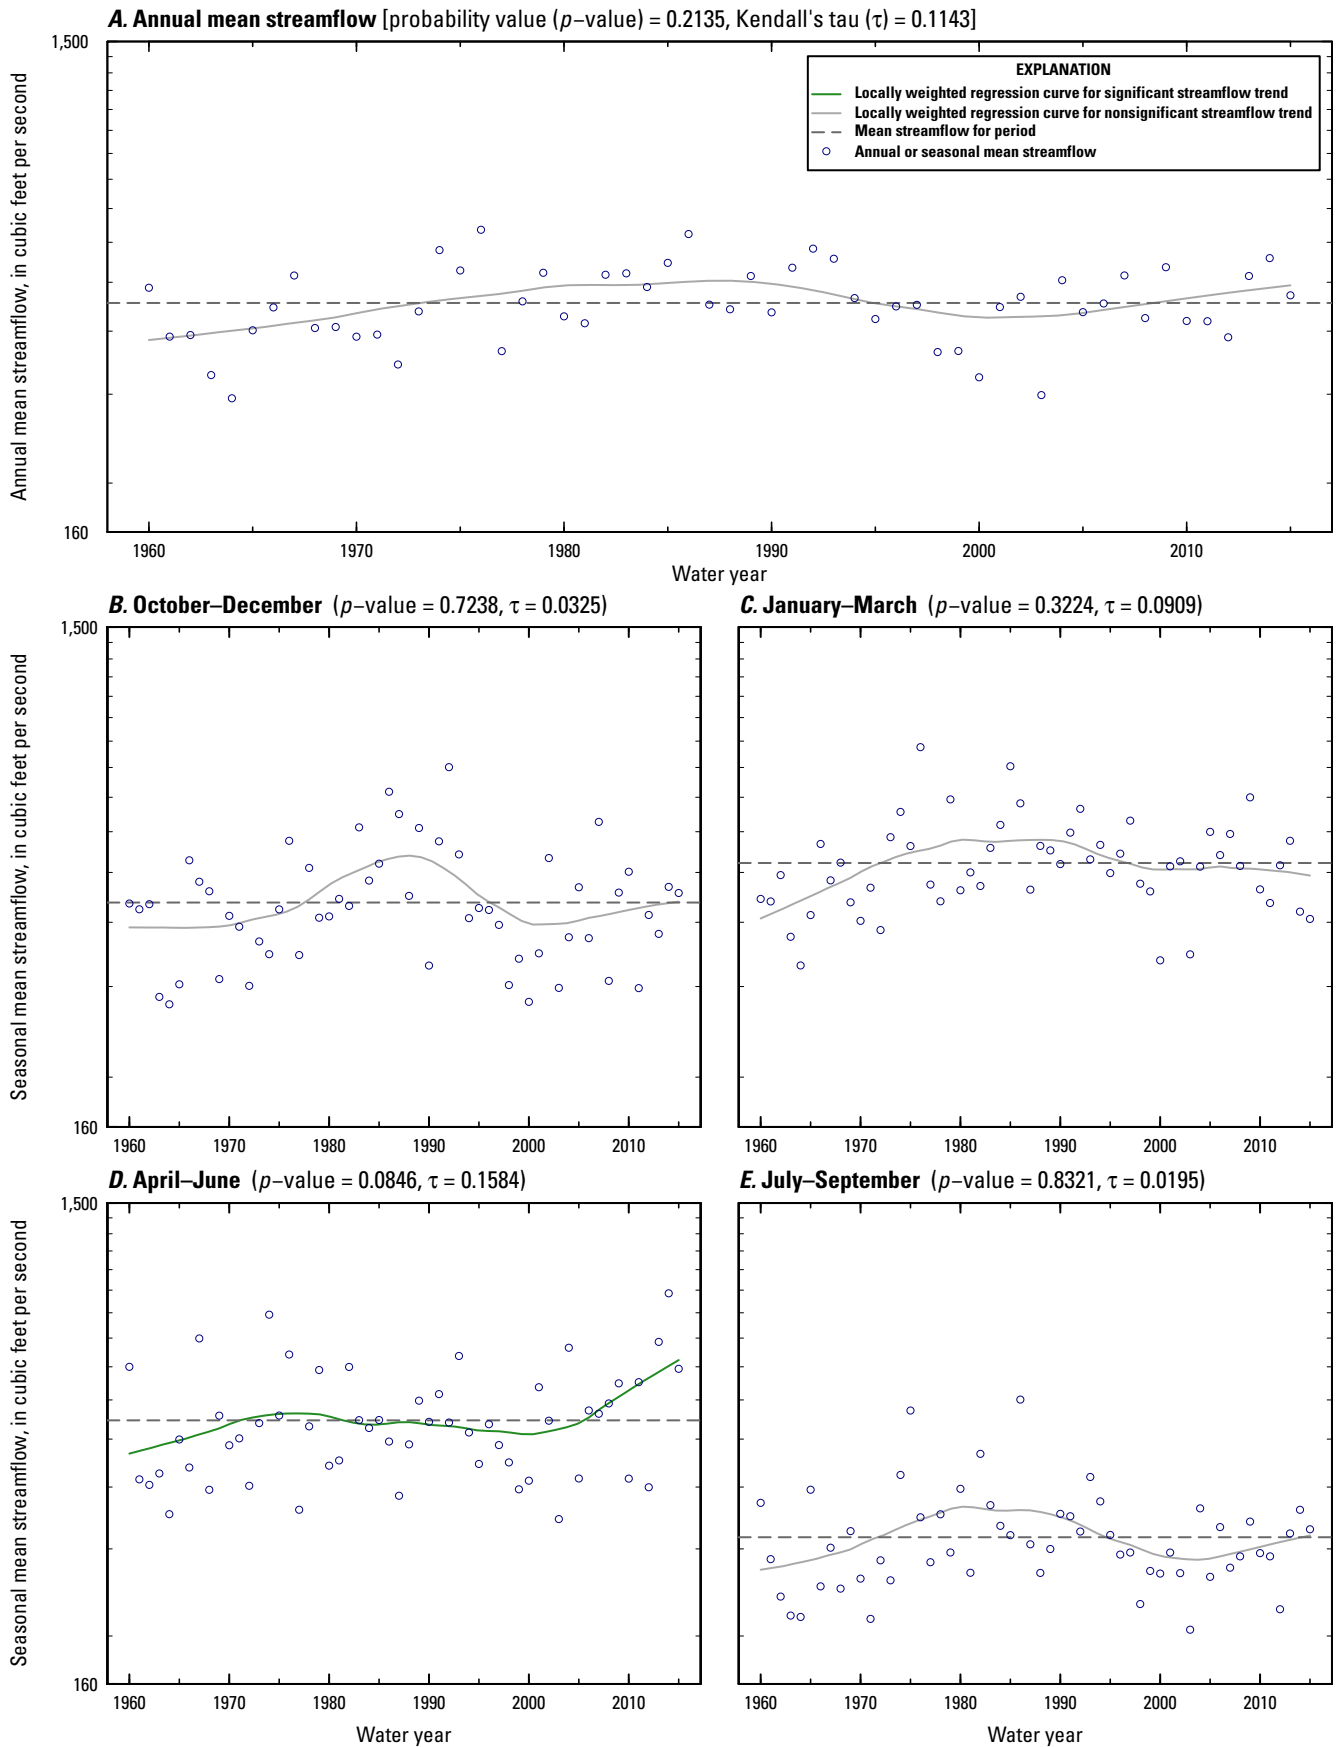 A. Annual mean streamflow [probability value (p−value) = 0.2135, Kendall's tau (τ) = 0.1143]
1,500
EXPLANATION
Locally weighted regression curve for significant streamflow trend
Locally weighted regression curve for nonsignificant streamflow trend
Mean streamflow for period
Annual or seasonal mean streamflow
Annual mean streamflow, in cubic feet per second
160
1960 1970 1980 1990 2000 2010
Water year
B. October–December (p−value = 0.7238, τ = 0.0325)
1,500
Seasonal mean streamflow, in cubic feet per second
160
1960 1970 1980 1990 2000 2010
C. January–March (p−value = 0.3224, τ = 0.0909)
1960 1970 1980 1990 2000 2010
D. April–June (p−value = 0.0846, τ = 0.1584)
1,500
Seasonal mean streamflow, in cubic feet per second
160
1960 1970 1980 1990 2000 2010
Water year
E. July–September (p−value = 0.8321, τ = 0.0195)
1960 1970 1980 1990 2000 2010
Water year